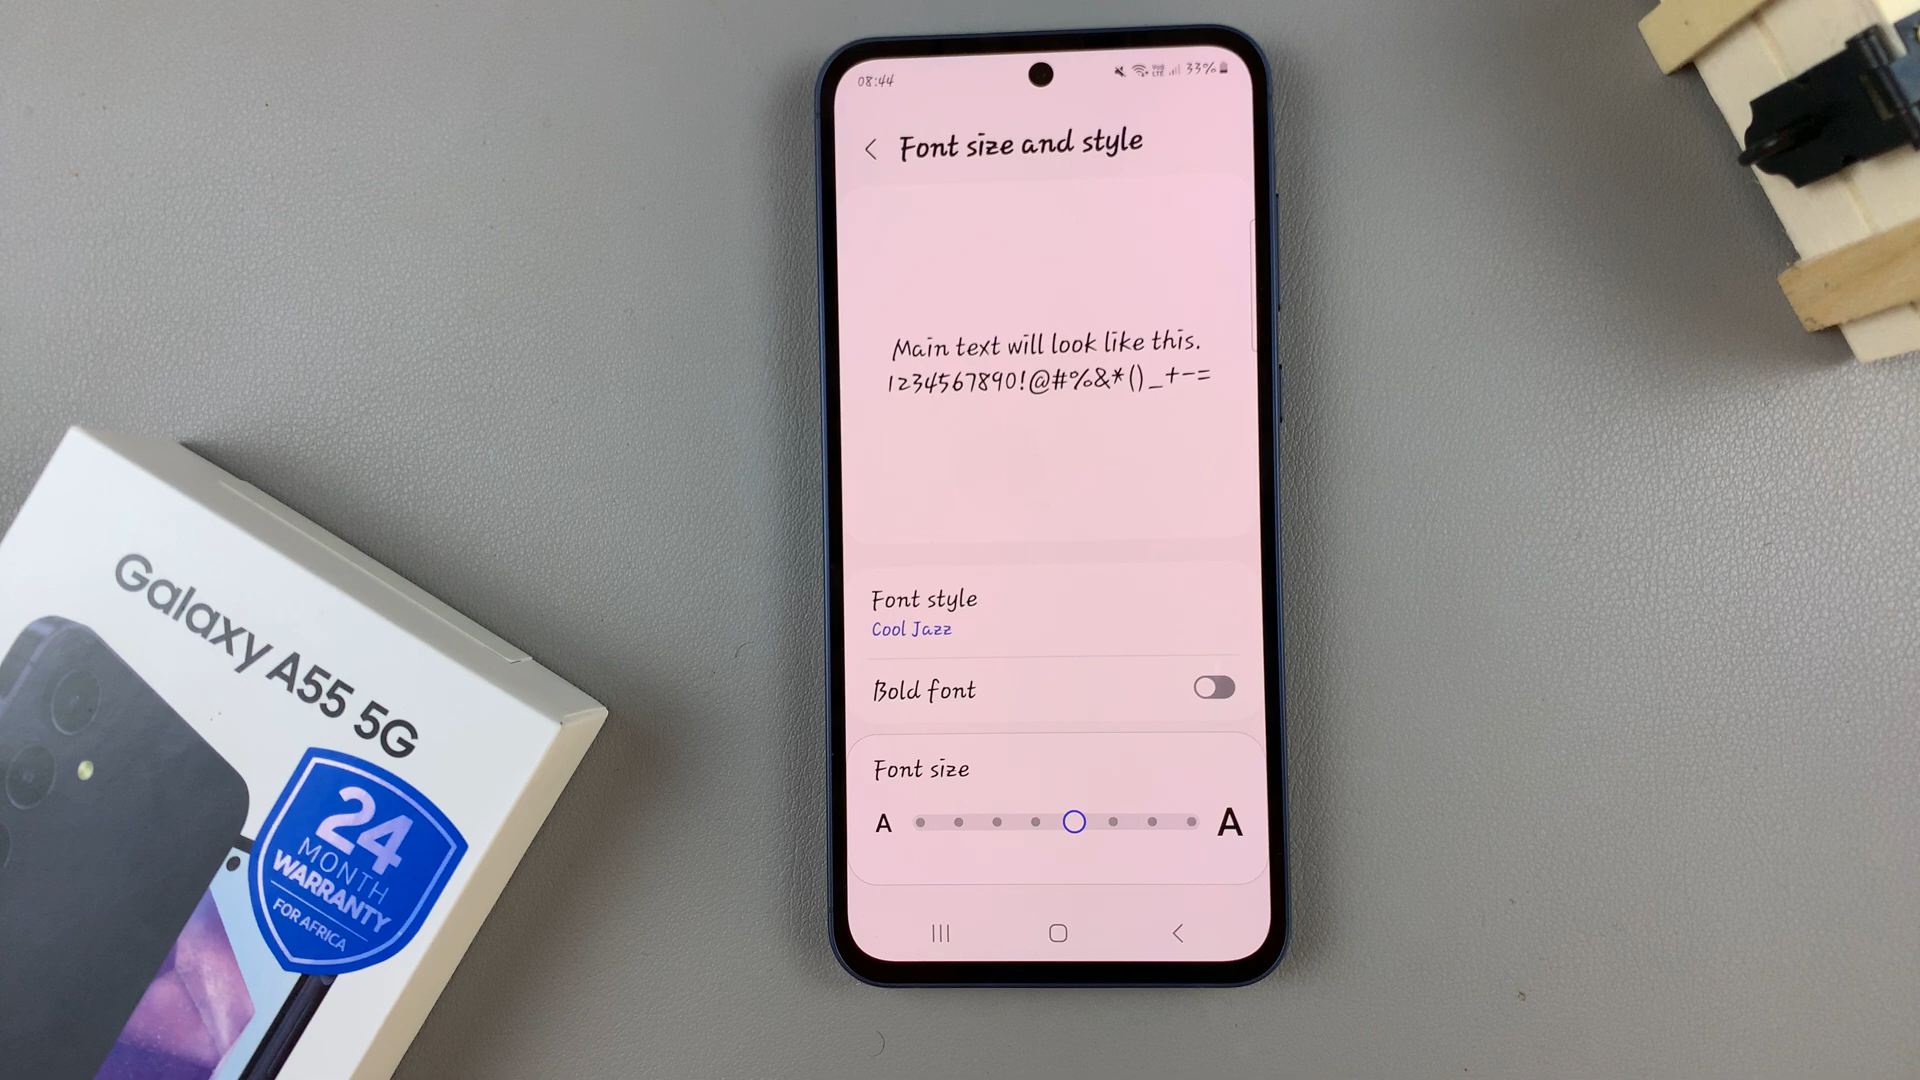 08:44
VoLTE 33%
Font size and style
Main text will look like this.
1234567890!@#%&*()_+-=
Font style
Cool Jazz
Bold font
Font size
A A
Galaxy A55 5G
24
MONTH
WARRANTY
FOR AFRICA